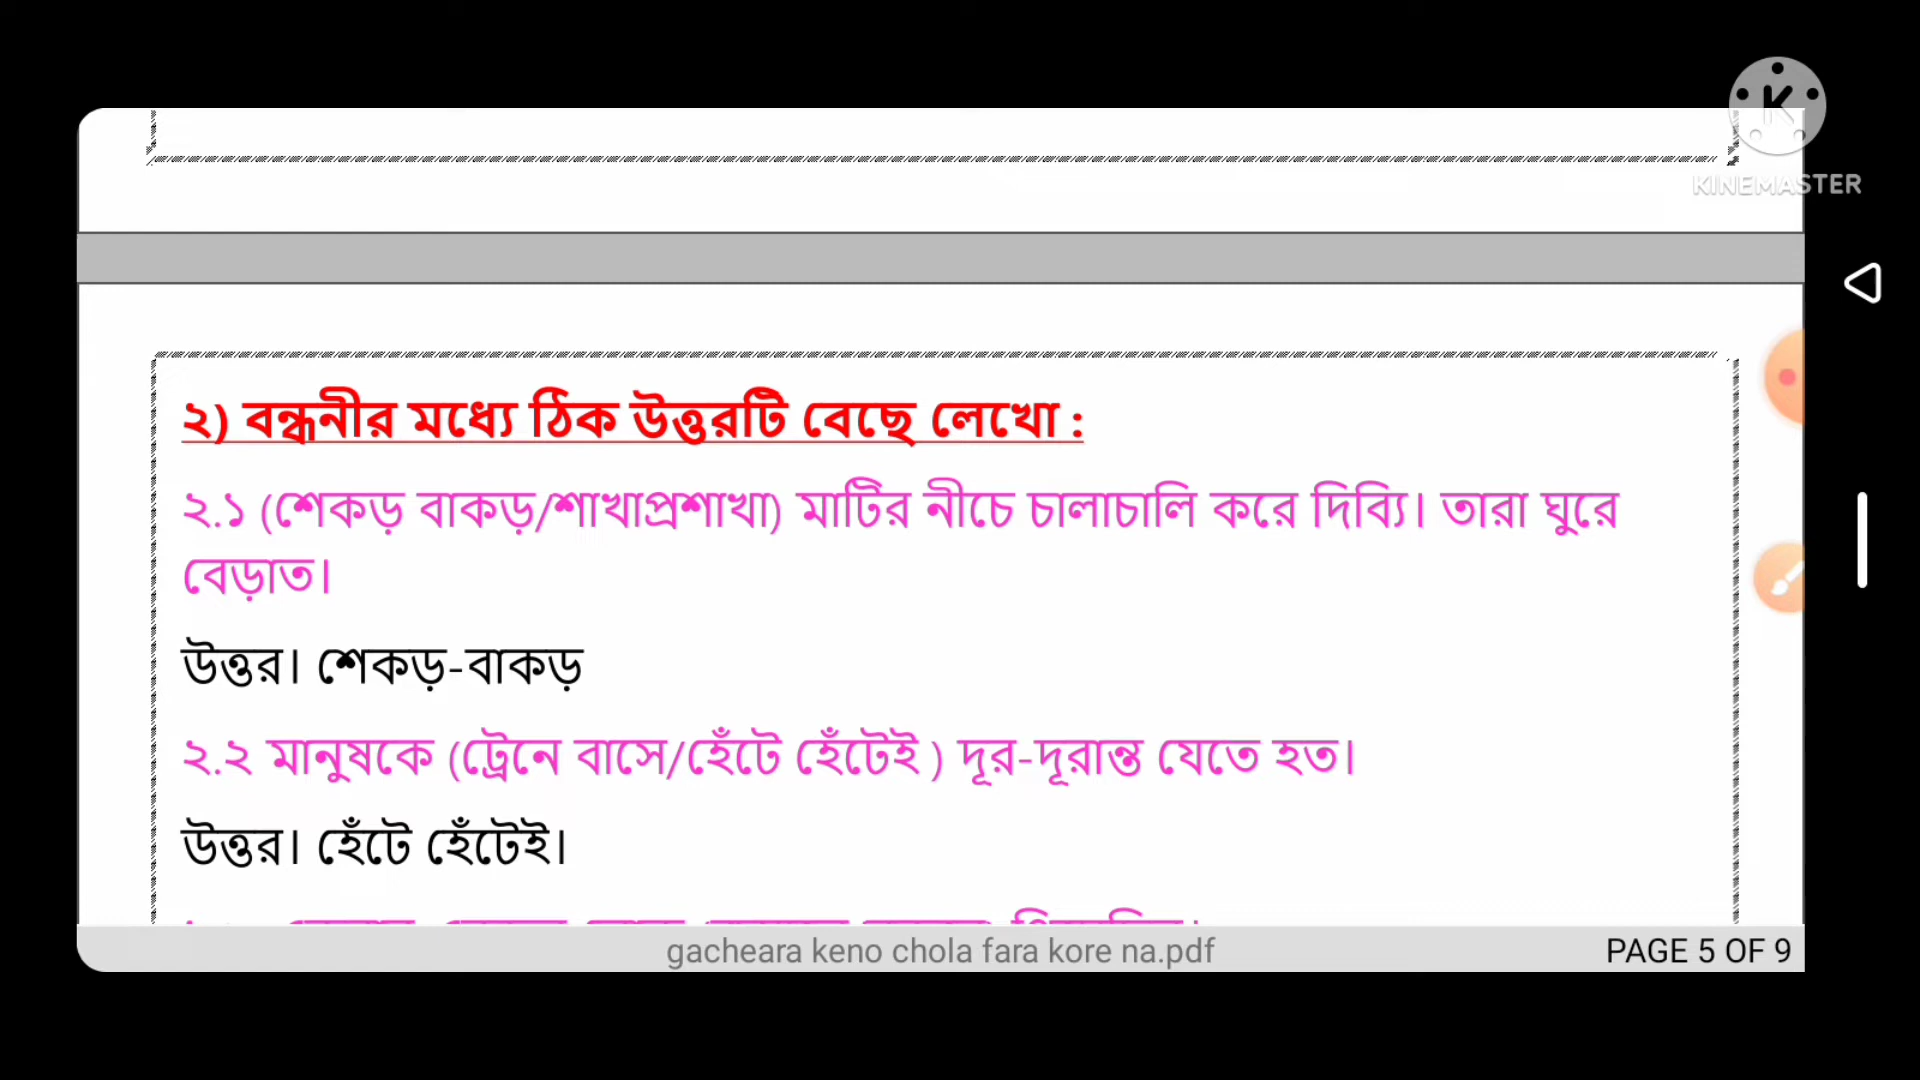 KINEMASTER
২) বন্ধনীর মধ্যে ঠিক উত্তরটি বেছে লেখো :
২.১ (শেকড় বাকড়/শাখাপ্রশাখা) মাটির নীচে চালাচালি করে দিব্যি। তারা ঘুরে
বেড়াত।
উত্তর। শেকড়-বাকড়
২.২ মানুষকে (ট্রেনে বাসে/হেঁটে হেঁটেই ) দূর-দূরান্ত যেতে হত।
উত্তর। হেঁটে হেঁটেই।
gacheara keno chola fara kore na.pdf
PAGE 5 OF 9